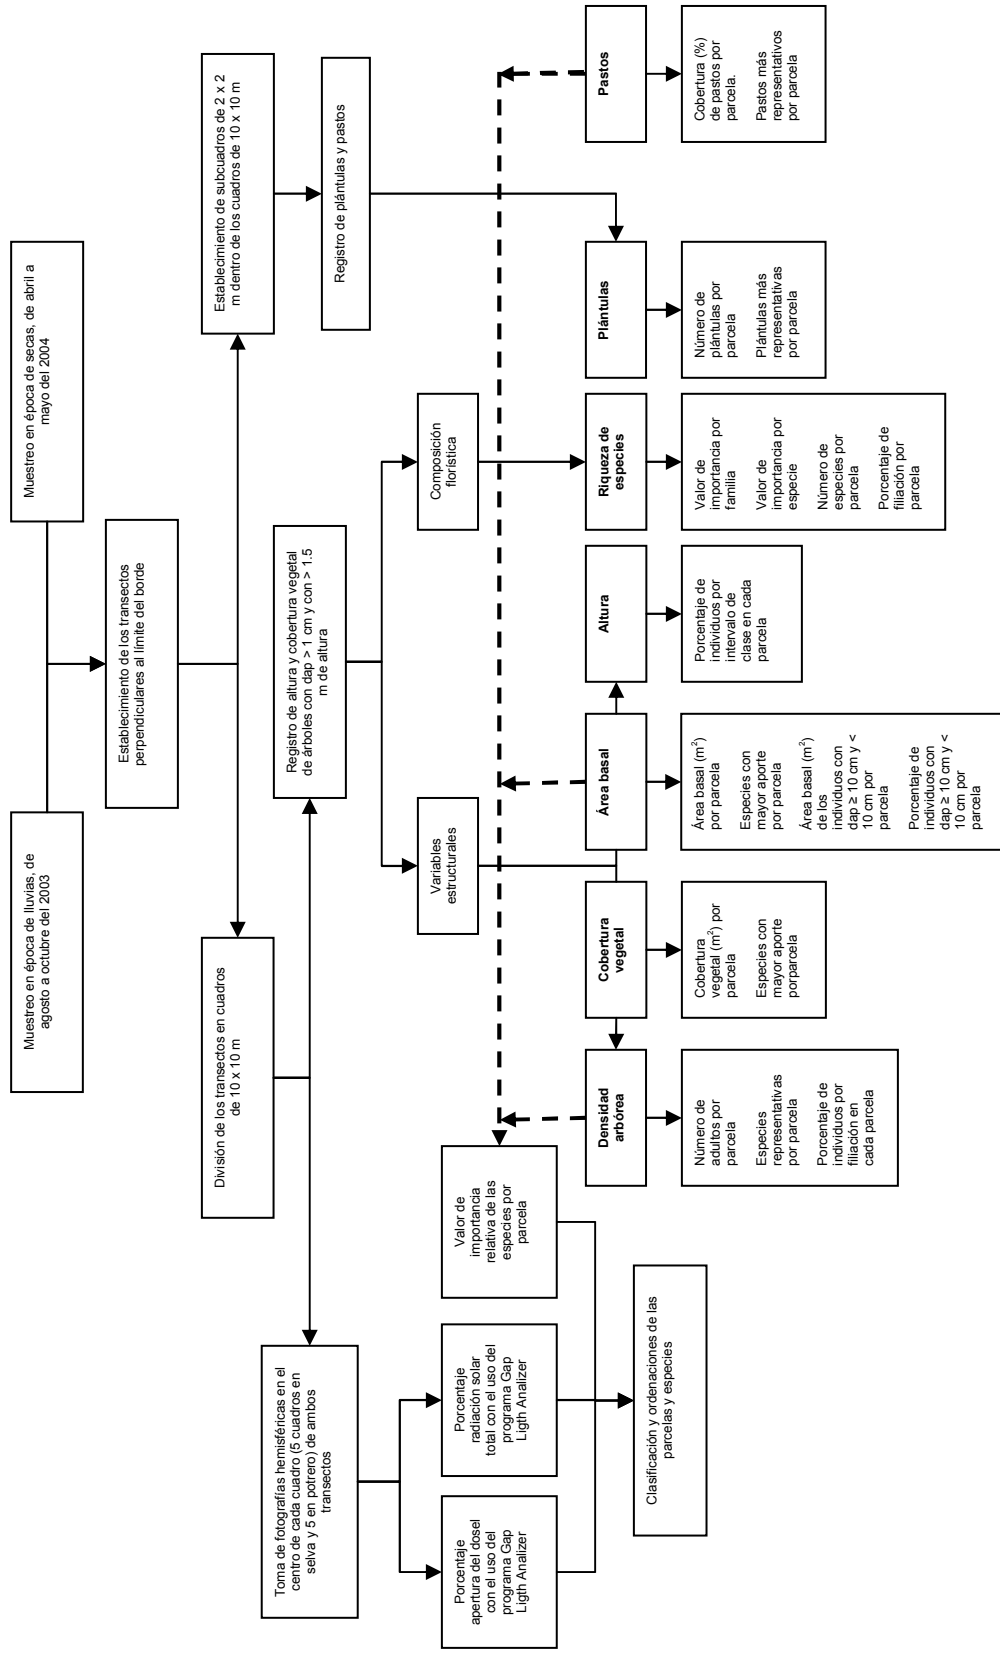 Muestreo en época de lluvias, de
agosto a octubre del 2003
Muestreo en época de secas, de abril a
mayo del 2004
Establecimiento de los transectos
perpendiculares al límite del borde
División de los transectos en cuadros
de 10 x 10 m
Establecimiento de subcuadros de 2 x 2
m dentro de los cuadros de 10 x 10 m
Toma de fotografías hemisféricas en el
centro de cada cuadro (5 cuadros en
selva y 5 en potrero) de ambos
transectos
Registro de altura y cobertura vegetal
de árboles con dap > 1 cm y con > 1.5
m de altura
Registro de plántulas y pastos
Porcentaje
apertura del dosel
con el uso del
programa Gap
Ligth Analizer
Porcentaje
radiación solar
total con el uso del
programa Gap
Ligth Analizer
Valor de
importancia
relativa de las
especies por
parcela
Variables
estructurales
Composición
florística
Densidad
arbórea
Cobertura
vegetal
Área basal
Altura
Riqueza de
especies
Plántulas
Pastos
Clasificación y ordenaciones de las
parcelas y especies
Número de
adultos por
parcela
Especies
representativas
por parcela
Porcentaje de
individuos por
filiación en
cada parcela
Cobertura
vegetal (m²) por
parcela
Especies con
mayor aporte
porparcela
Área basal (m²)
por parcela
Especies con
mayor aporte
por parcela
Área basal (m²)
de los
individuos con
dap ≥ 10 cm y <
10 cm por
parcela
Porcentaje de
individuos con
dap ≥ 10 cm y <
10 cm por
parcela
Porcentaje de
individuos por
intervalo de
clase en cada
parcela
Valor de
importancia por
familia
Valor de
importancia por
especie
Número de
especies por
parcela
Porcentaje de
filiación por
parcela
Número de
plántulas por
parcela
Plántulas más
representativas
por parcela
Cobertura (%)
de pastos por
parcela.
Pastos más
representativos
por parcela